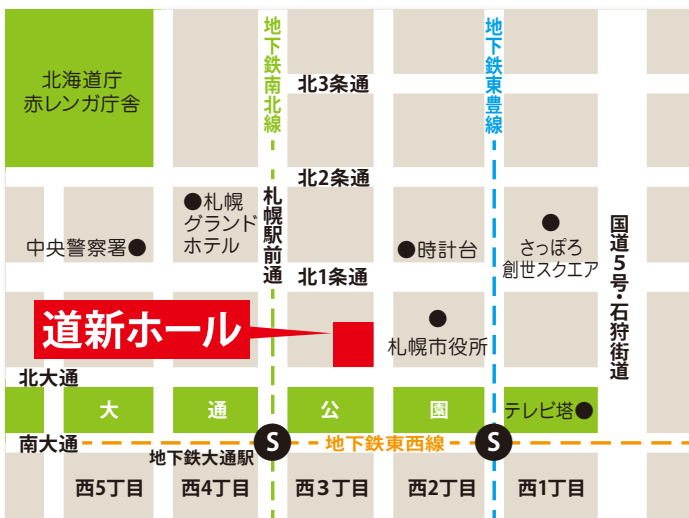 北海道庁
赤レンガ庁舎
地下鉄南北線
北3条通
地下鉄東豊線
北2条通
●札幌
グランド
ホテル
札幌駅前通
中央警察署●
●時計台
●
さっぽろ
創世スクエア
国道5号・石狩街道
北1条通
道新ホール
●
札幌市役所
北大通
大通公園
テレビ塔●
南大通
S
地下鉄東西線
S
地下鉄大通駅
西5丁目
西4丁目
西3丁目
西2丁目
西1丁目